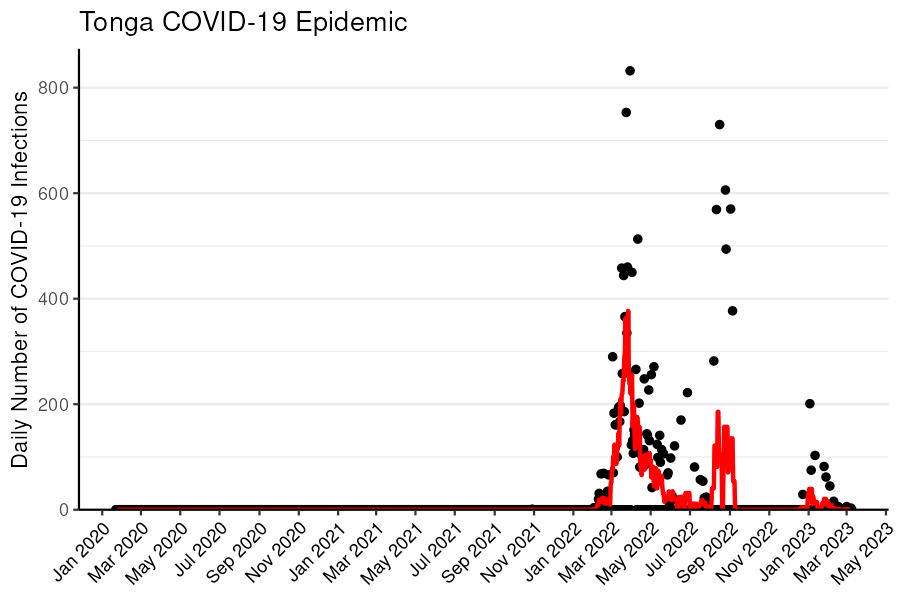 Tonga COVID-19 Epidemic
Daily Number of COVID-19 Infections
800
600
400
200
0
Jan 2020
Mar 2020
May 2020
Jul 2020
Sep 2020
Nov 2020
Jan 2021
Mar 2021
May 2021
Jul 2021
Sep 2021
Nov 2021
Jan 2022
Mar 2022
May 2022
Jul 2022
Sep 2022
Nov 2022
Jan 2023
Mar 2023
May 2023